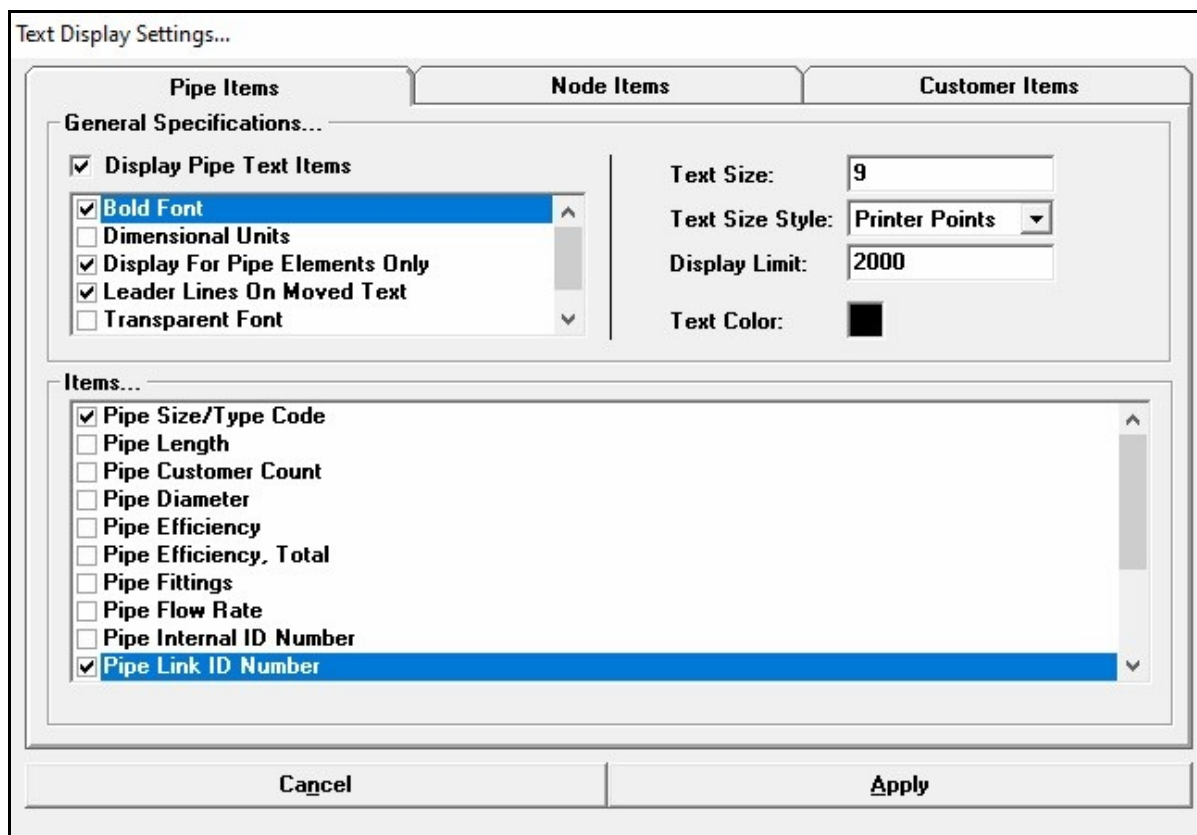 Text Display Settings...
Pipe Items
Node Items
Customer Items
General Specifications...
Display Pipe Text Items
Bold Font
Dimensional Units
Display For Pipe Elements Only
Leader Lines On Moved Text
Transparent Font
Text Size:
9
Text Size Style:
Printer Points
Display Limit:
2000
Text Color:
Items...
Pipe Size/Type Code
Pipe Length
Pipe Customer Count
Pipe Diameter
Pipe Efficiency
Pipe Efficiency, Total
Pipe Fittings
Pipe Flow Rate
Pipe Internal ID Number
Pipe Link ID Number
Cancel
Apply